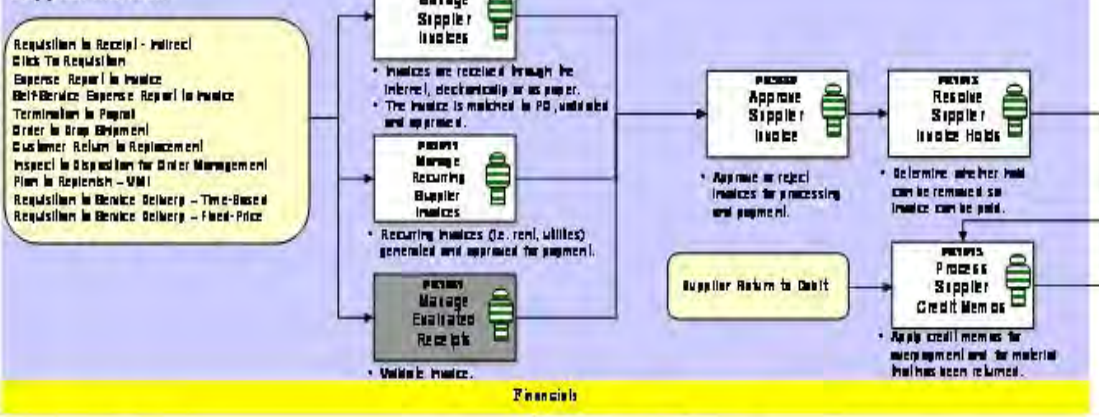 Manage
Supplier
Invoices
Requisition to Receipt - Indirect
Click To Requisition
Expense Report to Invoice
Self-Service Expense Report to Invoice
Termination to Payroll
Order to Drop Shipment
Customer Return to Replacement
Inspect to Disposition for Order Management
Plan to Replenish – VMI
Requisition to Service Delivery – Time-Based
Requisition to Service Delivery – Fixed-Price
• Invoices are received through the
internet, electronically or as paper.
• The invoice is matched to PO, validated
and approved.
Manage
Recurring
Supplier
Invoices
• Recurring invoices (i.e. rent, utilities)
generated and approved for payment.
Manage
Evaluated
Receipts
• Validate invoice.
Approve
Supplier
Invoice
• Approve or reject
invoices for processing
and payment.
Resolve
Supplier
Invoice Holds
• Determine whether hold
can be removed so
invoice can be paid.
Supplier Return to Debit
Process
Supplier
Credit Memos
• Apply credit memos for
overpayment and for material
that has been returned.
Financials